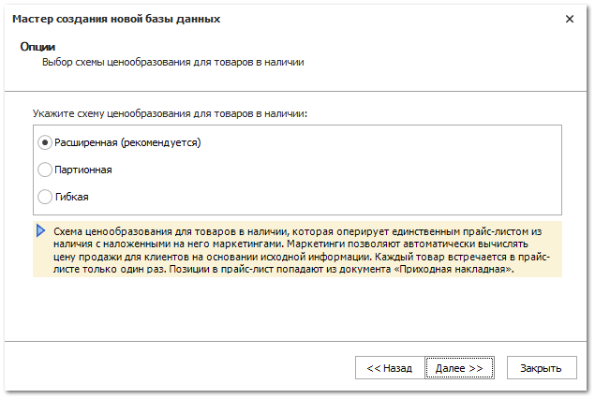 Мастер создания новой базы данных
Опции
Выбор схемы ценообразования для товаров в наличии
Укажите схему ценообразования для товаров в наличии:
Расширенная (рекомендуется)
Партионная
Гибкая
Схема ценообразования для товаров в наличии, которая оперирует единственным прайс-листом из
наличия с наложенными на него маркетингами. Маркетинги позволяют автоматически вычислять
цену продажи для клиентов на основании исходной информации. Каждый товар встречается в прайс-
листе только один раз. Позиции в прайс-лист попадают из документа «Приходная накладная».
<< Назад
Далее >>
Закрыть